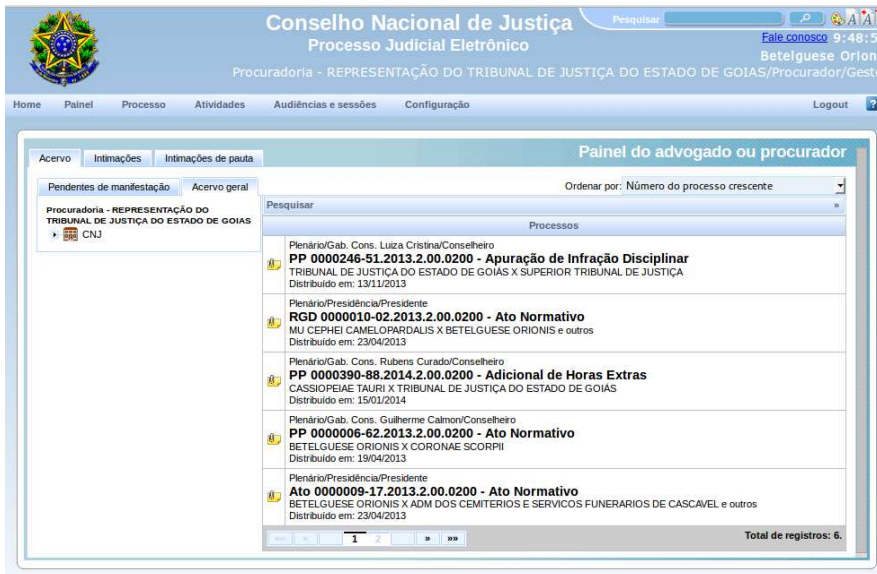 Conselho Nacional de Justiça
Pesquisar
A A
Processo Judicial Eletrônico
Fale conosco 9:48:5
Betelguese Orion
Procuradoria - REPRESENTAÇÃO DO TRIBUNAL DE JUSTIÇA DO ESTADO DE GOIAS/Procurador/Gest
Home Painel Processo Atividades Audiências e sessões Configuração Logout ?
Acervo Intimações Intimações de pauta
Painel do advogado ou procurador
Pendentes de manifestação Acervo geral
Ordenar por: Número do processo crescente
Procuradoria - REPRESENTAÇÃO DO
TRIBUNAL DE JUSTIÇA DO ESTADO DE GOIAS
CNJ
Pesquisar »
Processos
Plenário/Gab. Cons. Luiza Cristina/Conselheiro
PP 0000246-51.2013.2.00.0200 - Apuração de Infração Disciplinar
TRIBUNAL DE JUSTIÇA DO ESTADO DE GOIÁS X SUPERIOR TRIBUNAL DE JUSTIÇA
Distribuído em: 13/11/2013
Plenário/Presidência/Presidente
RGD 0000010-02.2013.2.00.0200 - Ato Normativo
MU CEPHEI CAMELOPARDALIS X BETELGUESE ORIONIS e outros
Distribuído em: 23/04/2013
Plenário/Gab. Cons. Rubens Curado/Conselheiro
PP 0000390-88.2014.2.00.0200 - Adicional de Horas Extras
CASSIOPEIAE TAURI X TRIBUNAL DE JUSTIÇA DO ESTADO DE GOIÁS
Distribuído em: 15/01/2014
Plenário/Gab. Cons. Guilherme Calmon/Conselheiro
PP 0000006-62.2013.2.00.0200 - Ato Normativo
BETELGUESE ORIONIS X CORONAE SCORPII
Distribuído em: 19/04/2013
Plenário/Presidência/Presidente
Ato 0000009-17.2013.2.00.0200 - Ato Normativo
BETELGUESE ORIONIS X ADM DOS CEMITERIOS E SERVICOS FUNERARIOS DE CASCAVEL e outros
Distribuído em: 23/04/2013
«« « 1 2 » »»
Total de registros: 6.